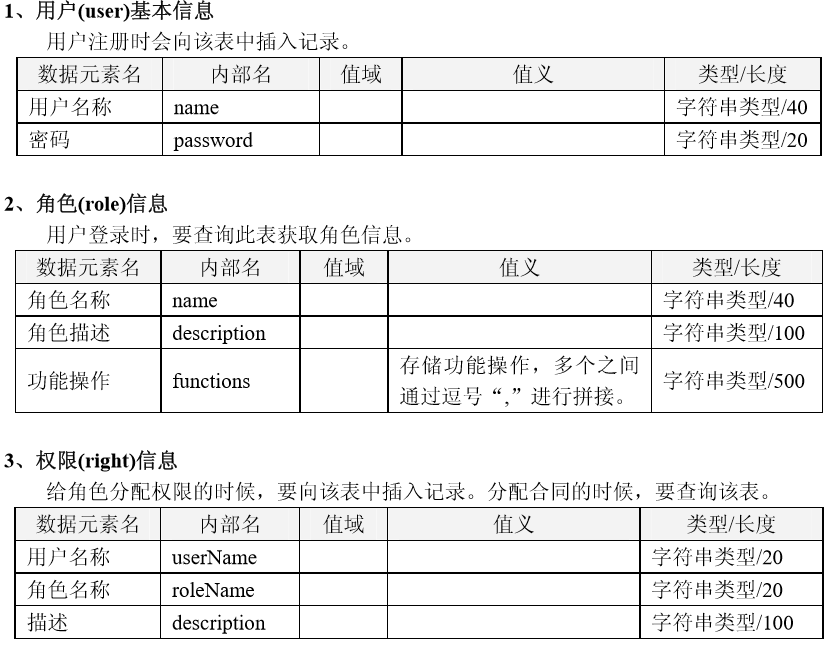 1、用户(user)基本信息
用户注册时会向该表中插入记录。
数据元素名 内部名 值域 值义 类型/长度
用户名称 name 字符串类型/40
密码 password 字符串类型/20
2、角色(role)信息
用户登录时，要查询此表获取角色信息。
数据元素名 内部名 值域 值义 类型/长度
角色名称 name 字符串类型/40
角色描述 description 字符串类型/100
功能操作 functions 存储功能操作，多个之间
通过逗号“,”进行拼接。 字符串类型/500
3、权限(right)信息
给角色分配权限的时候，要向该表中插入记录。分配合同的时候，要查询该表。
数据元素名 内部名 值域 值义 类型/长度
用户名称 userName 字符串类型/20
角色名称 roleName 字符串类型/20
描述 description 字符串类型/100